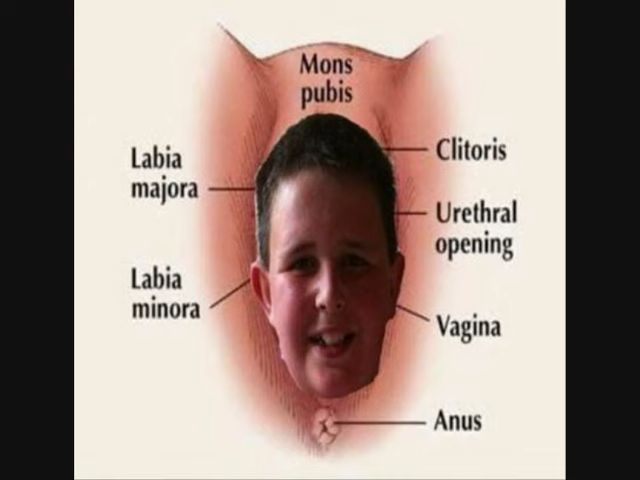 Mons
pubis
Labia
majora
Clitoris
Urethral
opening
Labia
minora
Vagina
Anus